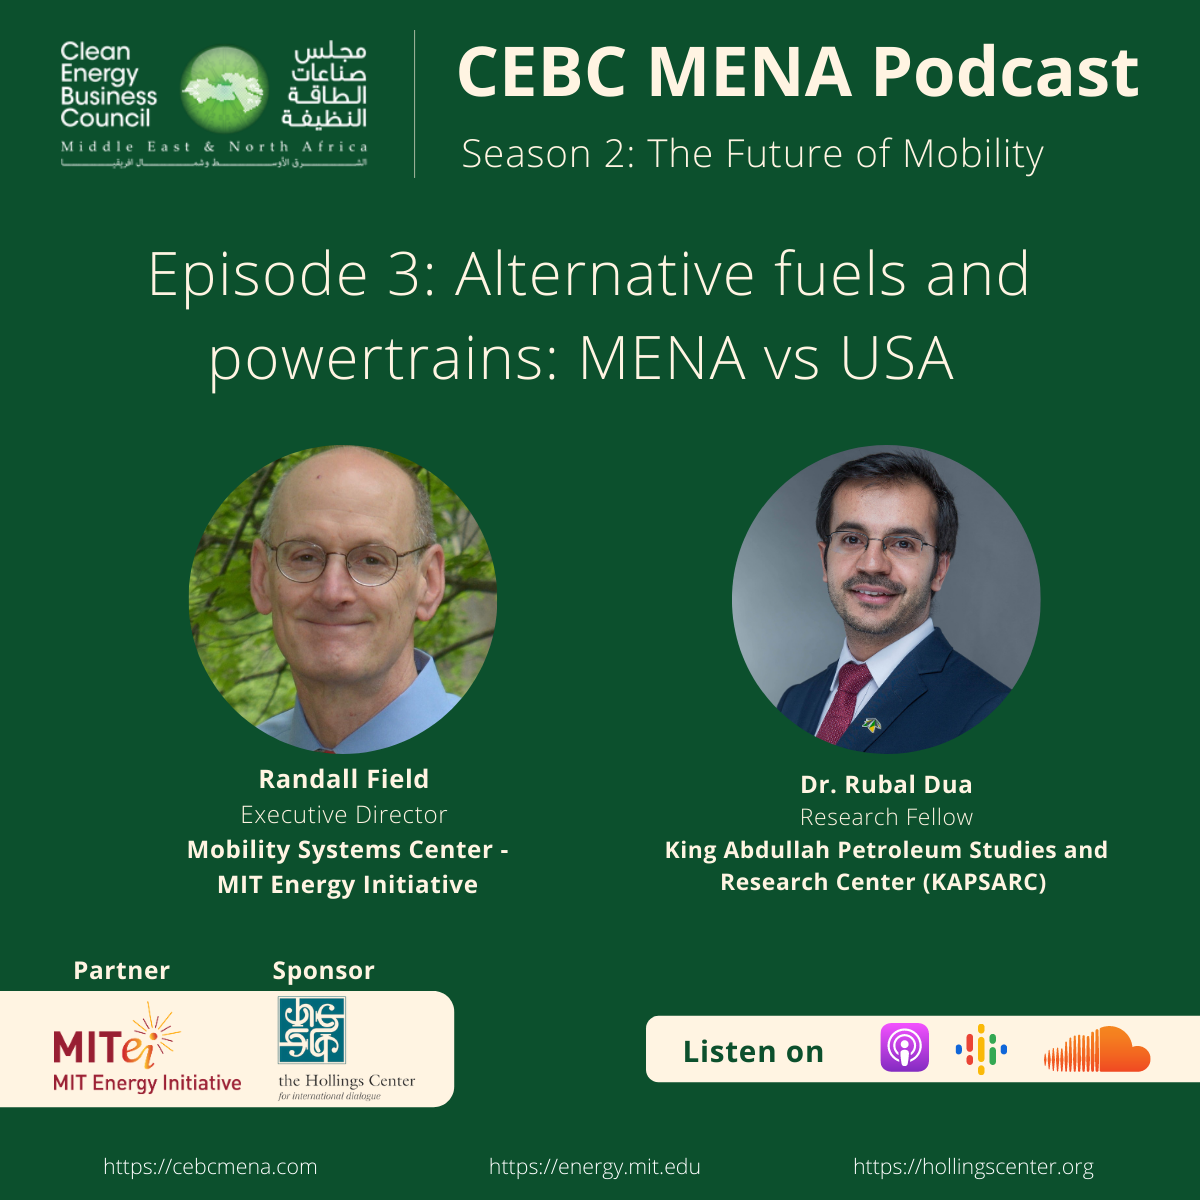 Clean
Energy
Business
Council
مجلس
صناعات
الطاقة
النظيفة
Middle East & North Africa
الشرق الأوسط وشمال افريقيا
CEBC MENA Podcast
Season 2: The Future of Mobility
Episode 3: Alternative fuels and
powertrains: MENA vs USA
Randall Field
Executive Director
Mobility Systems Center -
MIT Energy Initiative
Dr. Rubal Dua
Research Fellow
King Abdullah Petroleum Studies and
Research Center (KAPSARC)
Partner
Sponsor
MITei
MIT Energy Initiative
the Hollings Center
for international dialogue
Listen on
https://cebcmena.com
https://energy.mit.edu
https://hollingscenter.org